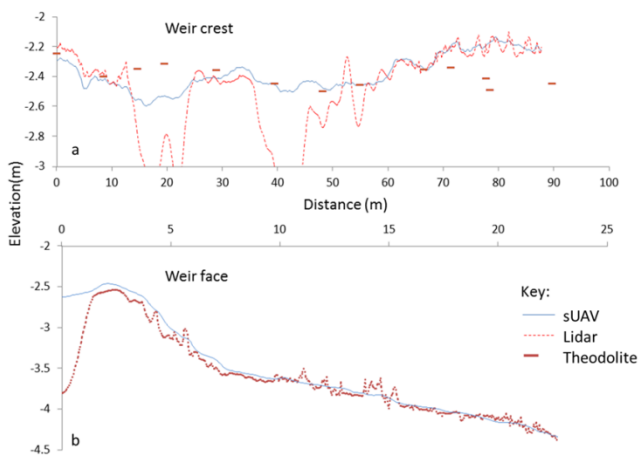 Weir crest
-2
-2.2
-2.4
-2.6
-2.8
-3
a
0 10 20 30 40 50 60 70 80 90 100
Distance (m)
Elevation(m)
0 5 10 15 20 25
-2
-2.5
-3
-3.5
-4
-4.5
Weir face
b
Key:
sUAV
Lidar
Theodolite